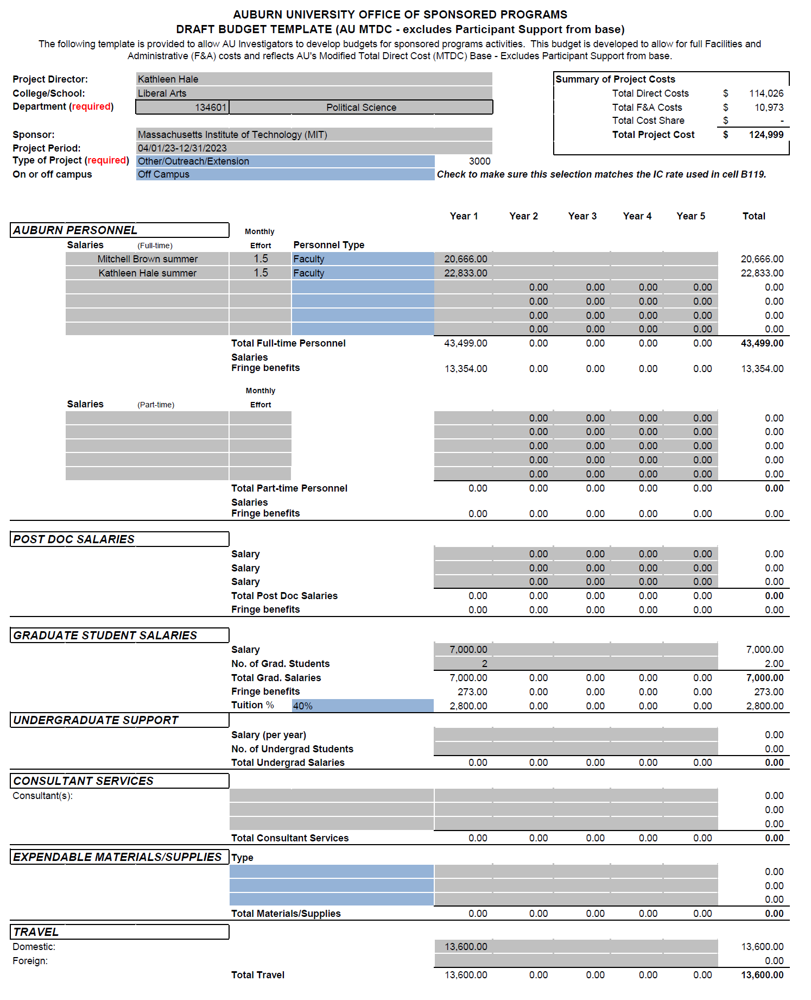 AUBURN UNIVERSITY OFFICE OF SPONSORED PROGRAMS
DRAFT BUDGET TEMPLATE (AU MTDC - excludes Participant Support from base)
The following template is provided to allow AU Investigators to develop budgets for sponsored programs activities. This budget is developed to allow for full Facilities and
Administrative (F&A) costs and reflects AU's Modified Total Direct Cost (MTDC) Base - Excludes Participant Support from base.
Project Director: Kathleen Hale Summary of Project Costs
College/School: Liberal Arts Total Direct Costs $ 114,026
Department (required) 134601 Political Science Total F&A Costs $ 10,973
Total Cost Share $ -
Sponsor: Massachusetts Institute of Technology (MIT) Total Project Cost $ 124,999
Project Period: 04/01/23-12/31/2023
Type of Project (required) Other/Outreach/Extension 3000
On or off campus Off Campus Check to make sure this selection matches the IC rate used in cell B119.
Year 1 Year 2 Year 3 Year 4 Year 5 Total
AUBURN PERSONNEL Monthly
Salaries (Full-time) Effort Personnel Type
Mitchell Brown summer 1.5 Faculty 20,666.00 20,666.00
Kathleen Hale summer 1.5 Faculty 22,833.00 22,833.00
0.00 0.00 0.00 0.00 0.00
0.00 0.00 0.00 0.00 0.00
0.00 0.00 0.00 0.00 0.00
0.00 0.00 0.00 0.00 0.00
Total Full-time Personnel 43,499.00 0.00 0.00 0.00 0.00 43,499.00
Salaries
Fringe benefits 13,354.00 0.00 0.00 0.00 0.00 13,354.00
Monthly
Salaries (Part-time) Effort
0.00 0.00 0.00 0.00 0.00
0.00 0.00 0.00 0.00 0.00
0.00 0.00 0.00 0.00 0.00
0.00 0.00 0.00 0.00 0.00
0.00 0.00 0.00 0.00 0.00
Total Part-time Personnel 0.00 0.00 0.00 0.00 0.00 0.00
Salaries
Fringe benefits 0.00 0.00 0.00 0.00 0.00 0.00
POST DOC SALARIES
Salary 0.00 0.00 0.00 0.00 0.00
Salary 0.00 0.00 0.00 0.00 0.00
Salary 0.00 0.00 0.00 0.00 0.00
Total Post Doc Salaries 0.00 0.00 0.00 0.00 0.00 0.00
Fringe benefits 0.00 0.00 0.00 0.00 0.00 0.00
GRADUATE STUDENT SALARIES
Salary 7,000.00 7,000.00
No. of Grad. Students 2 2.00
Total Grad. Salaries 7,000.00 0.00 0.00 0.00 0.00 7,000.00
Fringe benefits 273.00 0.00 0.00 0.00 0.00 273.00
Tuition % 40% 2,800.00 0.00 0.00 0.00 0.00 2,800.00
UNDERGRADUATE SUPPORT
Salary (per year) 0.00
No. of Undergrad Students 0.00
Total Undergrad Salaries 0.00 0.00 0.00 0.00 0.00 0.00
CONSULTANT SERVICES
Consultant(s): 0.00
0.00
0.00
Total Consultant Services 0.00 0.00 0.00 0.00 0.00 0.00
EXPENDABLE MATERIALS/SUPPLIES Type
0.00
0.00
0.00
Total Materials/Supplies 0.00 0.00 0.00 0.00 0.00 0.00
TRAVEL
Domestic: 13,600.00 13,600.00
Foreign: 0.00
Total Travel 13,600.00 0.00 0.00 0.00 0.00 13,600.00